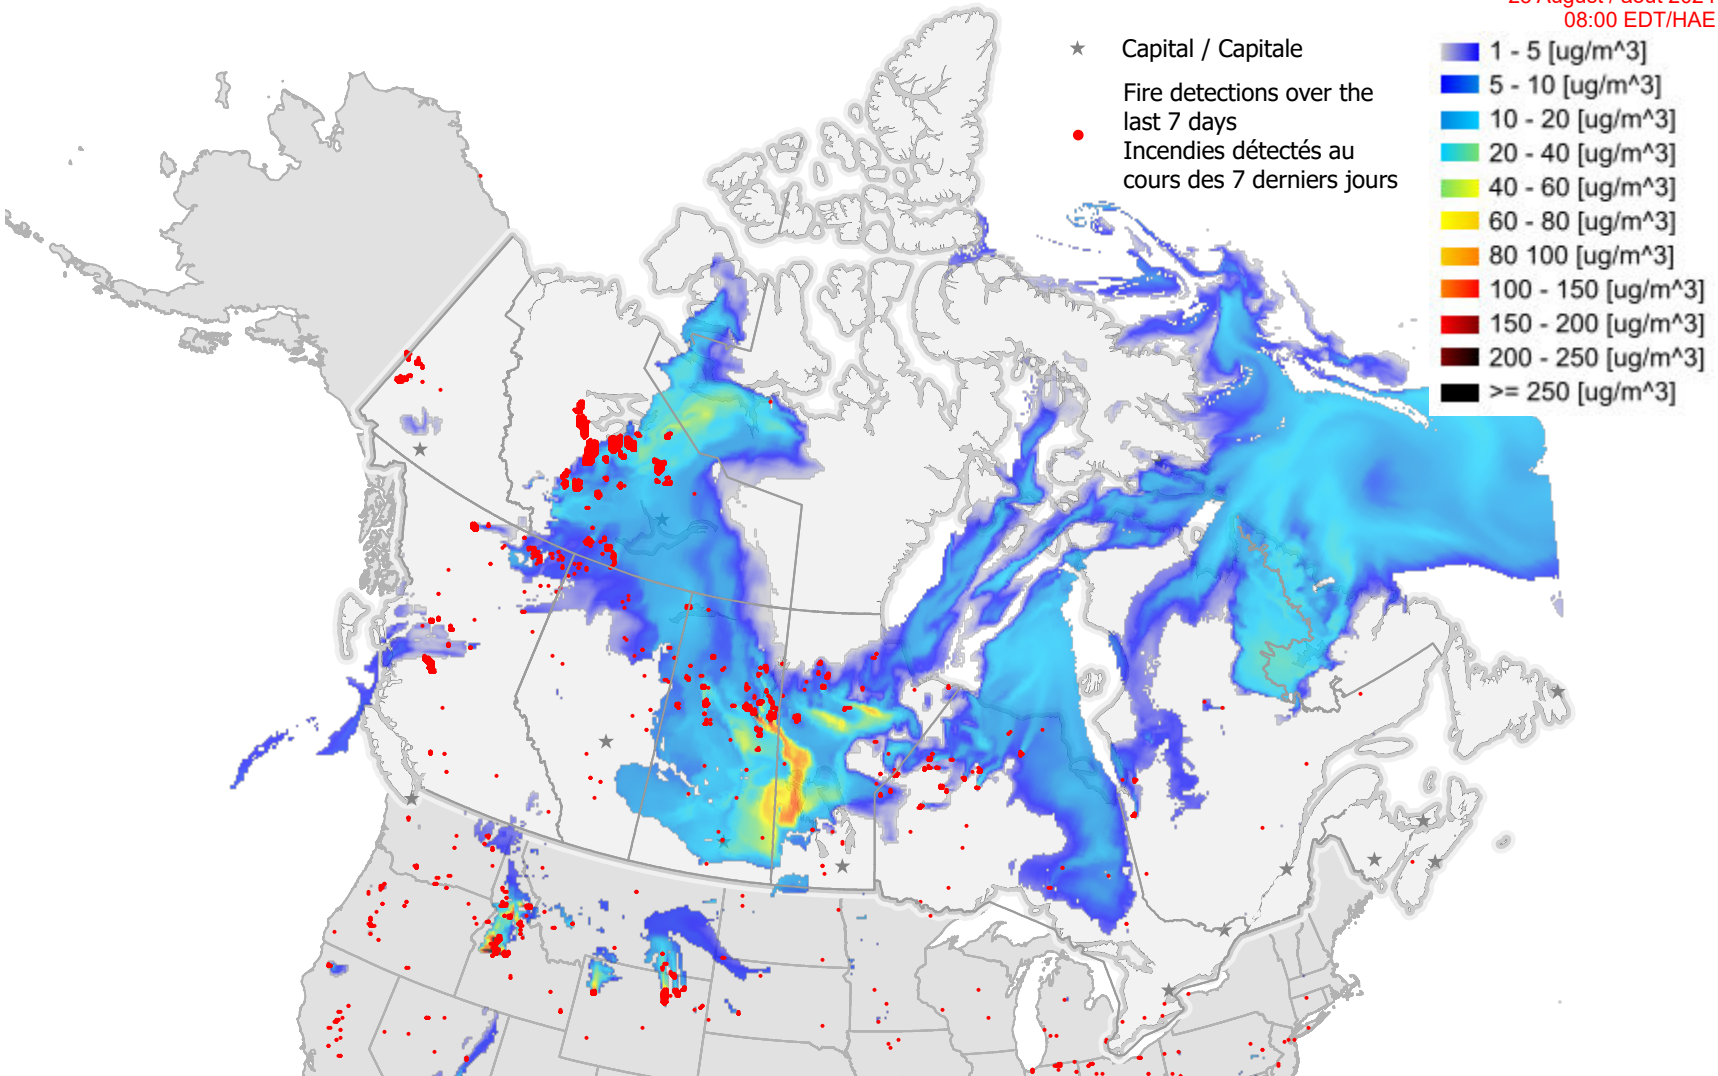 08:00 EDT/HAE
Capital / Capitale
Fire detections over the
last 7 days
Incendies détectés au
cours des 7 derniers jours
1 - 5 [ug/m^3]
5 - 10 [ug/m^3]
10 - 20 [ug/m^3]
20 - 40 [ug/m^3]
40 - 60 [ug/m^3]
60 - 80 [ug/m^3]
80 100 [ug/m^3]
100 - 150 [ug/m^3]
150 - 200 [ug/m^3]
200 - 250 [ug/m^3]
>= 250 [ug/m^3]